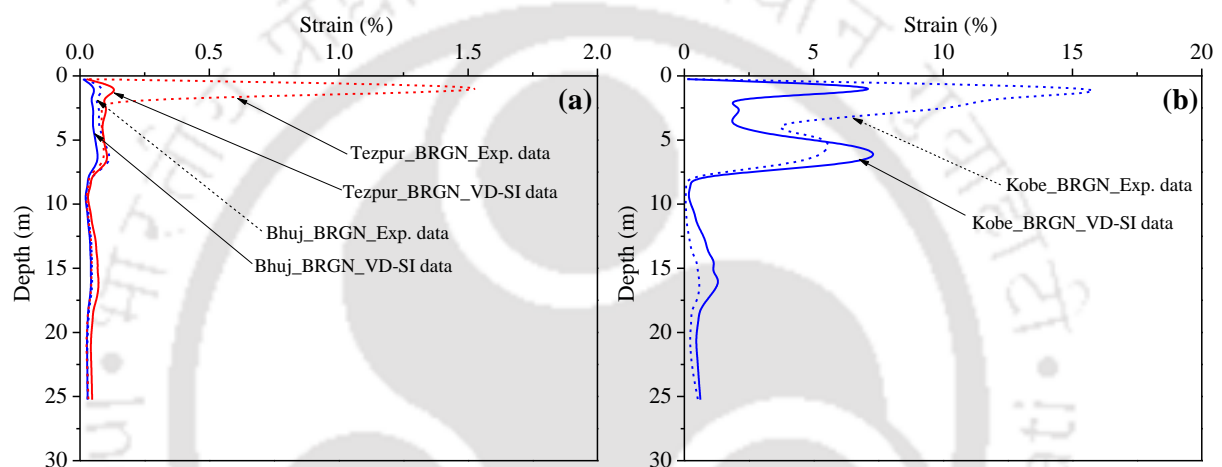 Strain (%)
0.0 0.5 1.0 1.5 2.0
0
5
10
15
20
25
30
Depth (m)
(a)
Tezpur_BRGN_Exp. data
Tezpur_BRGN_VD-SI data
Bhuj_BRGN_Exp. data
Bhuj_BRGN_VD-SI data
Strain (%)
0 5 10 15 20
0
5
10
15
20
25
30
Depth (m)
(b)
Kobe_BRGN_Exp. data
Kobe_BRGN_VD-SI data